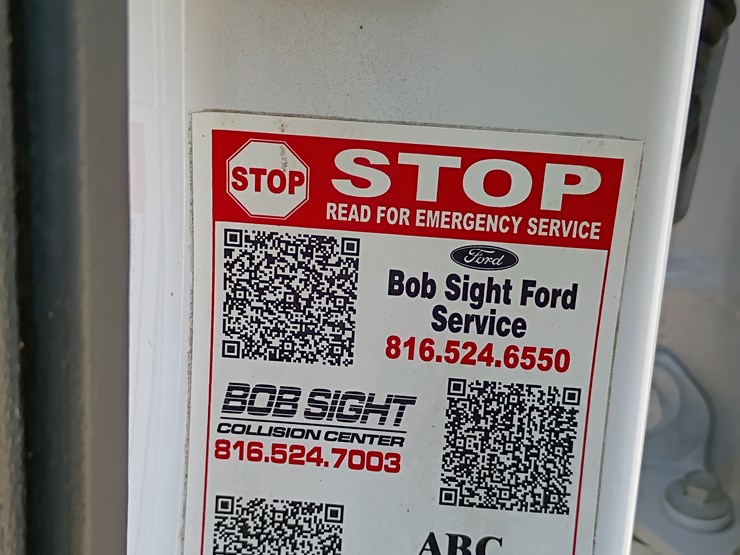 STOP
STOP
READ FOR EMERGENCY SERVICE
Ford
Bob Sight Ford
Service
816.524.6550
BOB SIGHT
COLLISION CENTER
816.524.7003
ABC